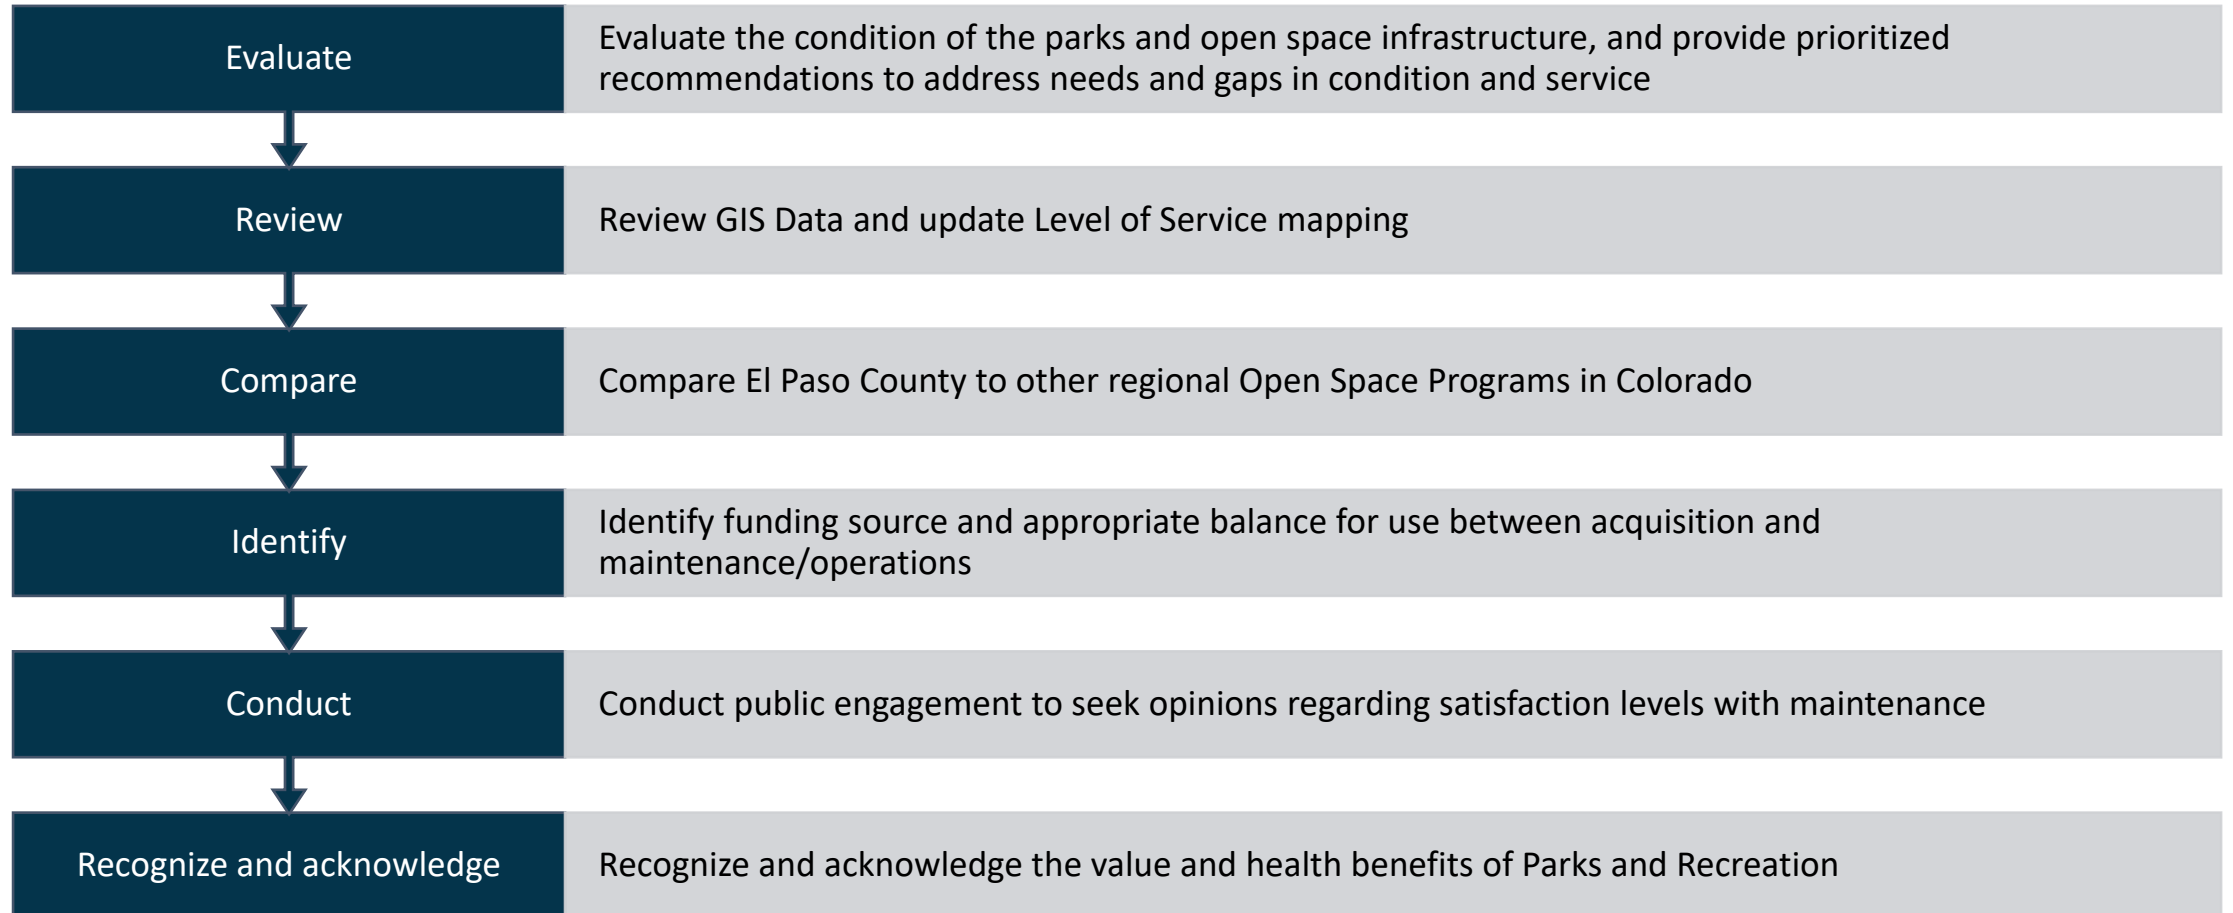 Evaluate
Evaluate the condition of the parks and open space infrastructure, and provide prioritized
recommendations to address needs and gaps in condition and service
Review
Review GIS Data and update Level of Service mapping
Compare
Compare El Paso County to other regional Open Space Programs in Colorado
Identify
Identify funding source and appropriate balance for use between acquisition and
maintenance/operations
Conduct
Conduct public engagement to seek opinions regarding satisfaction levels with maintenance
Recognize and acknowledge
Recognize and acknowledge the value and health benefits of Parks and Recreation